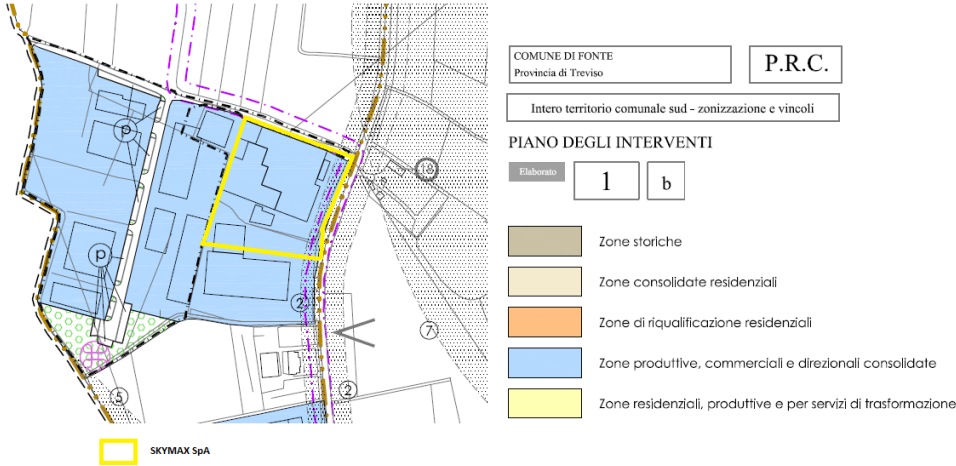 COMUNE DI FONTE
Provincia di Treviso
P.R.C.
Intero territorio comunale sud - zonizzazione e vincoli
PIANO DEGLI INTERVENTI
Elaborato
1
b
Zone storiche
Zone consolidate residenziali
Zone di riqualificazione residenziali
Zone produttive, commerciali e direzionali consolidate
Zone residenziali, produttive e per servizi di trasformazione
p
18
p
2
7
5
2
SKYMAX SpA